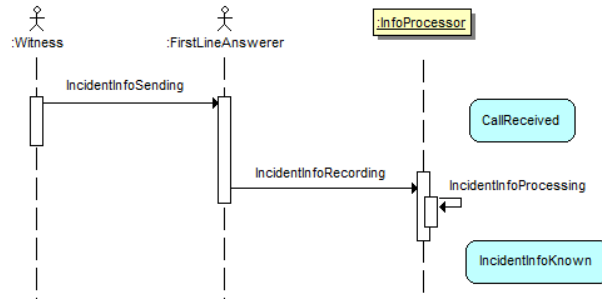 :Witness
:FirstLineAnswerer
:InfoProcessor
IncidentInfoSending
CallReceived
IncidentInfoRecording
IncidentInfoProcessing
IncidentInfoKnown